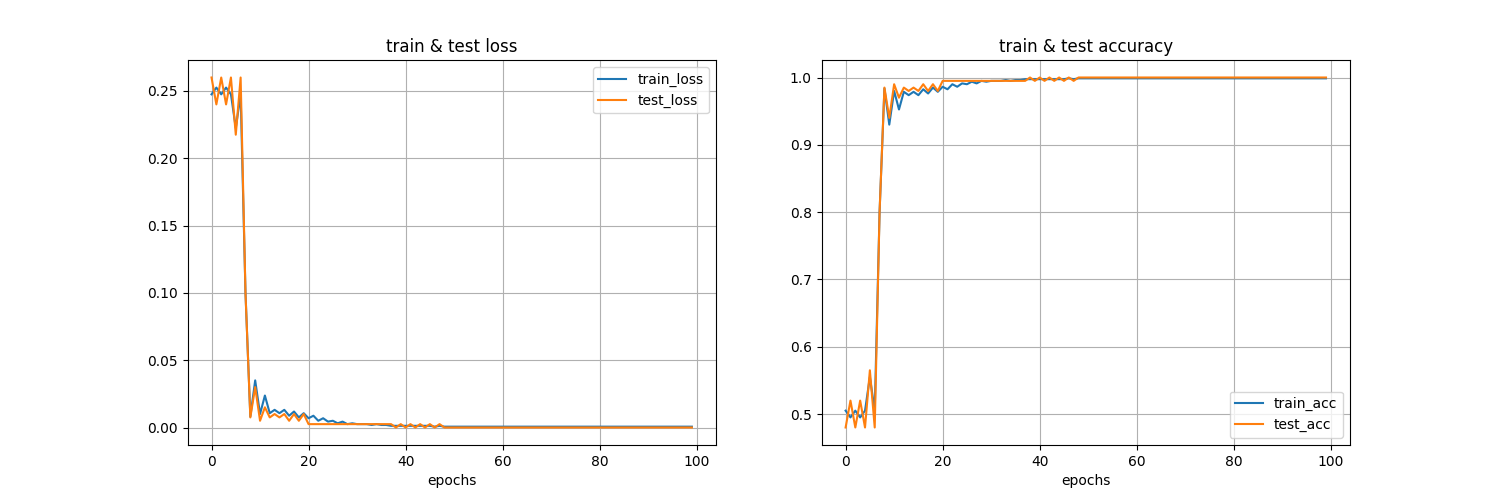 train & test loss
0.25
0.20
0.15
0.10
0.05
0.00
0 20 40 60 80 100
epochs
train_loss
test_loss
train & test accuracy
1.0
0.9
0.8
0.7
0.6
0.5
0 20 40 60 80 100
epochs
train_acc
test_acc